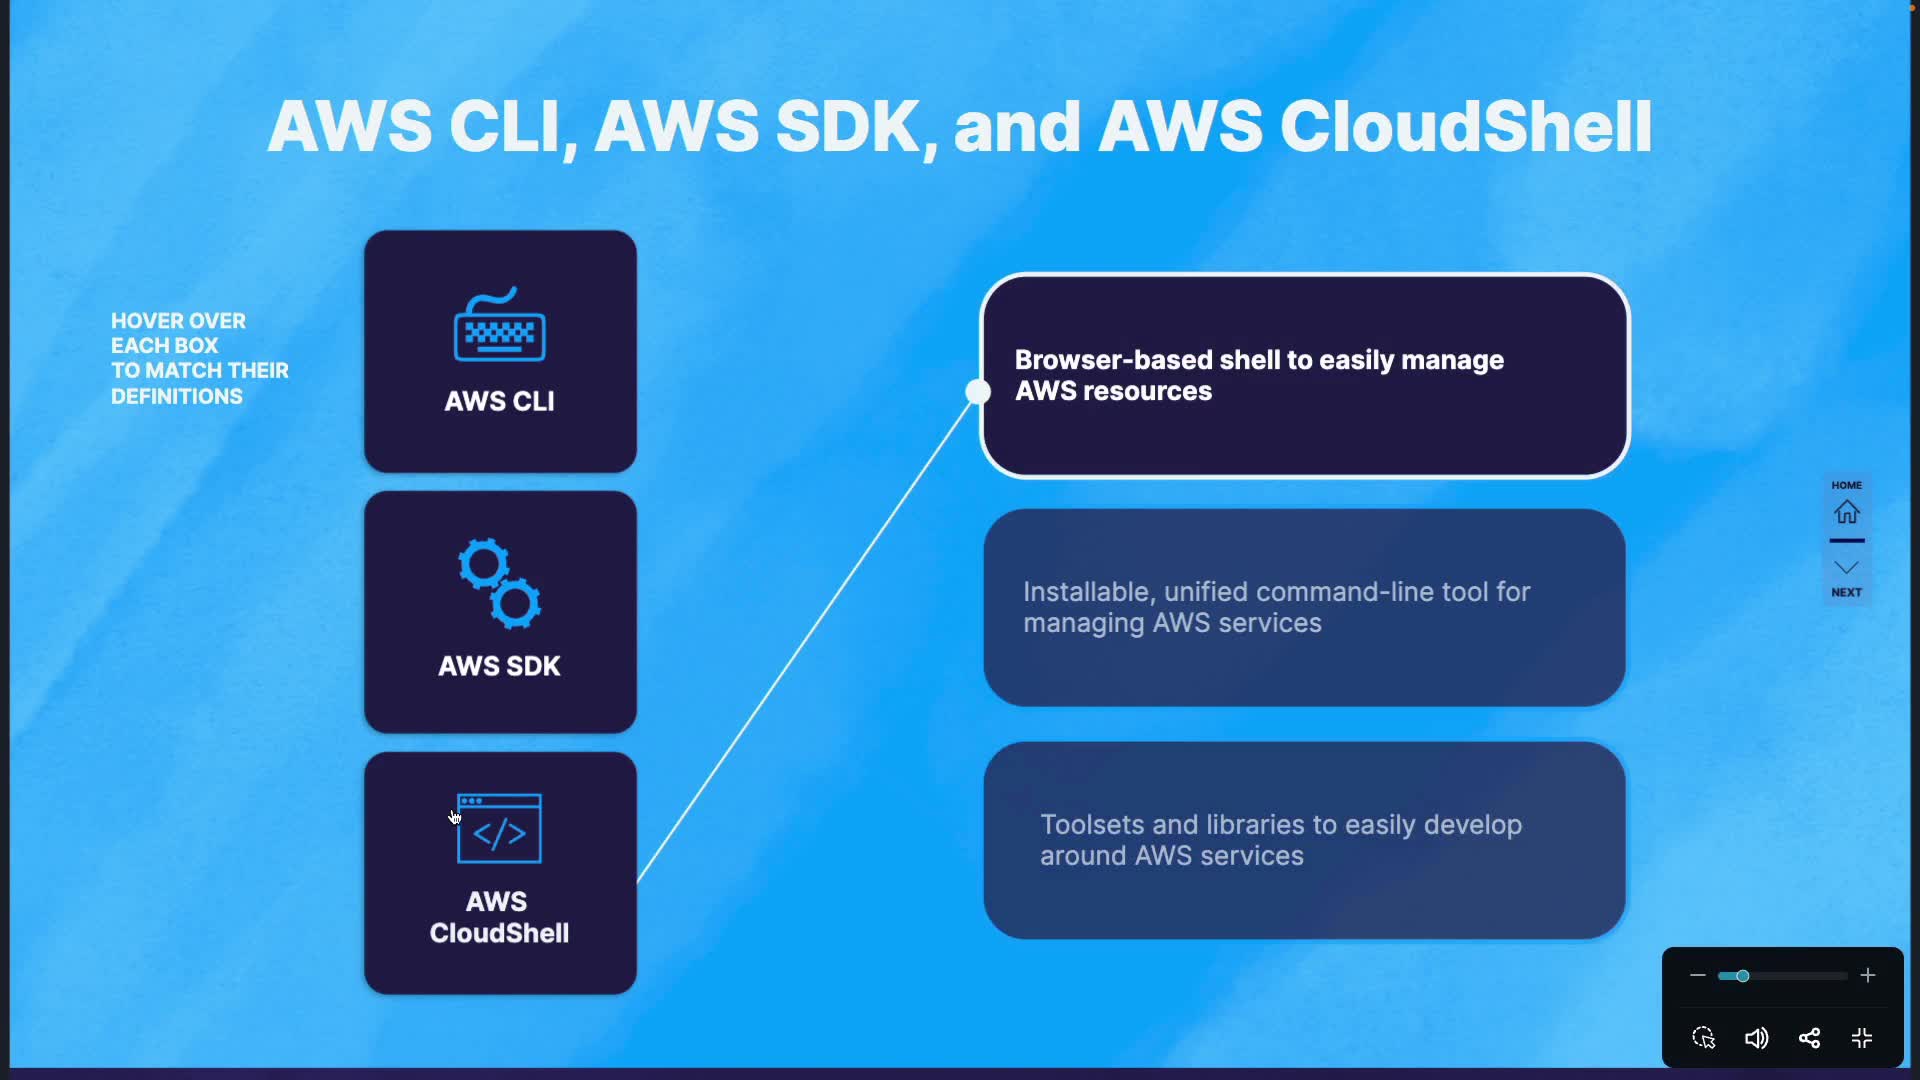 AWS CLI, AWS SDK, and AWS CloudShell
HOVER OVER
EACH BOX
TO MATCH THEIR
DEFINITIONS
AWS CLI
AWS SDK
AWS
CloudShell
Browser-based shell to easily manage
AWS resources
Installable, unified command-line tool for
managing AWS services
Toolsets and libraries to easily develop
around AWS services
HOME
NEXT